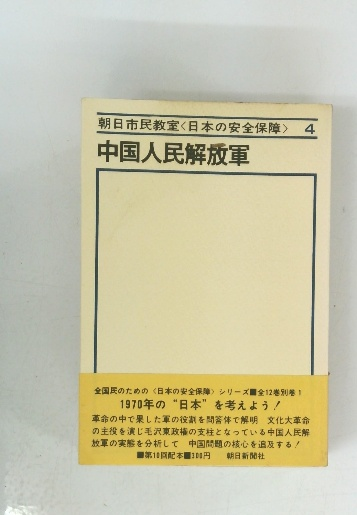 朝日市民教室〈日本の安全保障〉 4
中国人民解放軍
全国民のための〈日本の安全保障〉シリーズ■全12巻別巻1
1970年の“日本”を考えよう!
革命の中で果した軍の役割を問答体で解明 文化大革命
の主役を演じ毛沢東政権の支柱となっている中国人民解
放軍の実態を分析して 中国問題の核心を追及する!
■第10回配本■300円 朝日新聞社